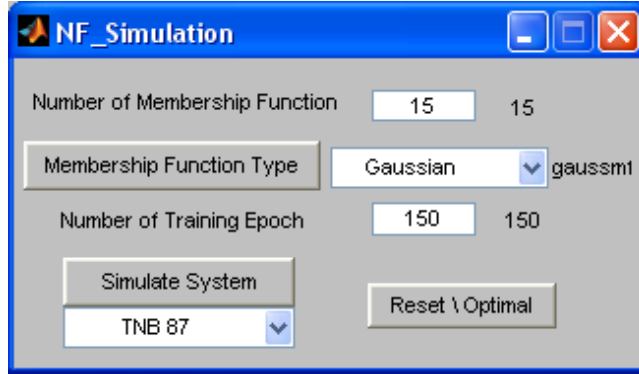 NF_Simulation
Number of Membership Function 15 15
Membership Function Type Gaussian gaussmf
Number of Training Epoch 150 150
Simulate System
TNB 87
Reset \ Optimal